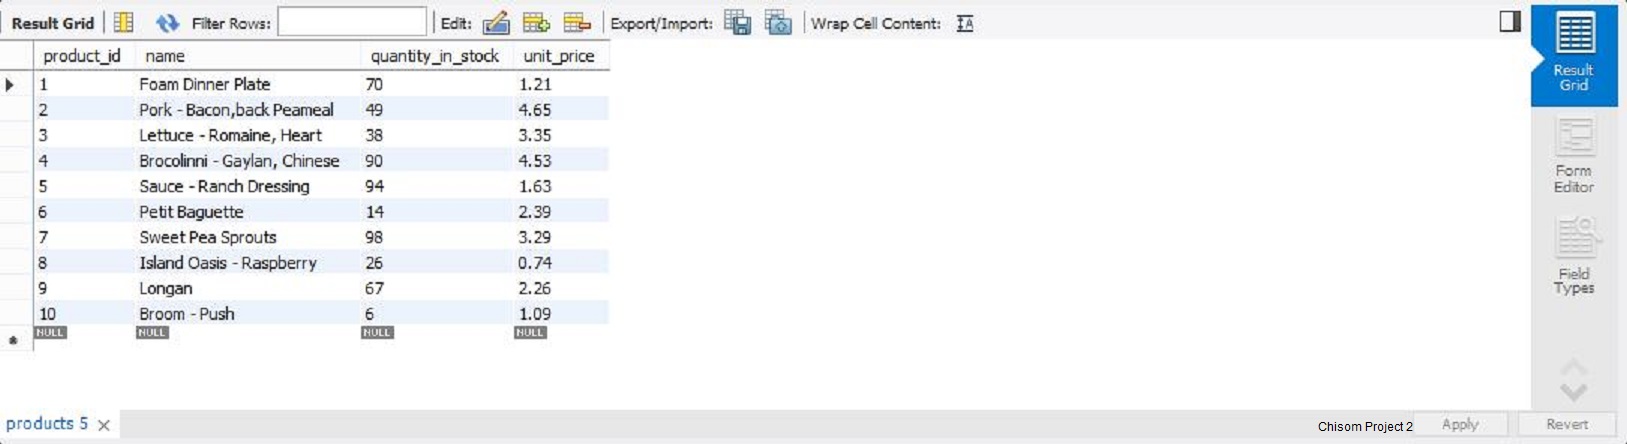 Result Grid Filter Rows: Edit: Export/Import: Wrap Cell Content:
product_id name quantity_in_stock unit_price
1 Foam Dinner Plate 70 1.21
2 Pork - Bacon,back Peameal 49 4.65
3 Lettuce - Romaine, Heart 38 3.35
4 Brocolinni - Gaylan, Chinese 90 4.53
5 Sauce - Ranch Dressing 94 1.63
6 Petit Baguette 14 2.39
7 Sweet Pea Sprouts 98 3.29
8 Island Oasis - Raspberry 26 0.74
9 Longan 67 2.26
10 Broom - Push 6 1.09
NULL NULL NULL NULL
Result
Grid
Form
Editor
Field
Types
products 5 Chisom Project 2 Apply Revert